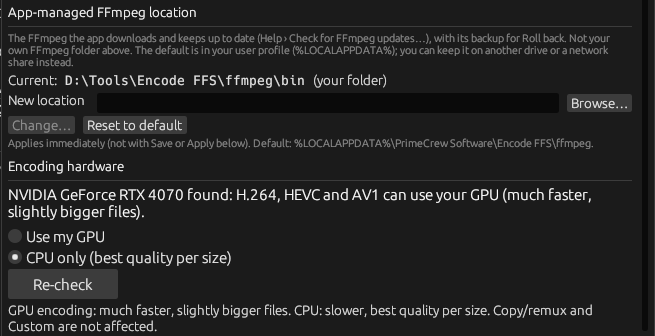 App-managed FFmpeg location
The FFmpeg the app downloads and keeps up to date (Help › Check for FFmpeg updates…), with its backup for Roll back. Not your
own FFmpeg folder above. The default is in your user profile (%LOCALAPPDATA%); you can keep it on another drive or a network
share instead.
Current: D:\Tools\Encode FFS\ffmpeg\bin (your folder)
New location Browse…
Change… Reset to default
Applies immediately (not with Save or Apply below). Default: %LOCALAPPDATA%\PrimeCrew Software\Encode FFS\ffmpeg.
Encoding hardware
NVIDIA GeForce RTX 4070 found: H.264, HEVC and AV1 can use your GPU (much faster,
slightly bigger files).
Use my GPU
CPU only (best quality per size)
Re-check
GPU encoding: much faster, slightly bigger files. CPU: slower, best quality per size. Copy/remux and
Custom are not affected.